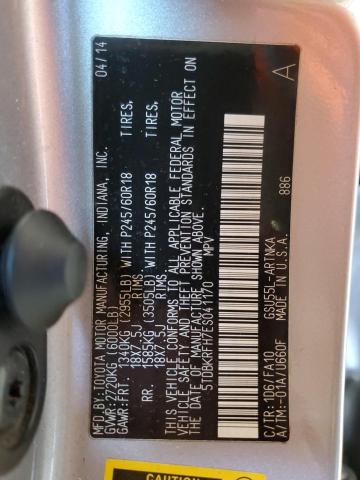 MFD.BY:TOYOTA MOTOR MANUFACTURING, INDIANA, INC. 04/14
GVWR:2720KG (6000LB)
GAWR:FRT. 1340KG (2955LB) WITH P245/60R18 TIRES,
18X7.5J RIMS
RR. 1585KG (3505LB) WITH P245/60R18 TIRES,
18X7.5J RIMS
THIS VEHICLE CONFORMS TO ALL APPLICABLE FEDERAL MOTOR
VEHICLE SAFETY AND THEFT PREVENTION STANDARDS IN EFFECT ON
THE DATE OF MANUFACTURE SHOWN ABOVE.
5TDBKRFH7ES041170 MPV
A
886
C/TR:1D6/FA10 GSU55L-ARTNKA
A/TM:-01A/U660F MADE IN U.S.A.
CAUTION